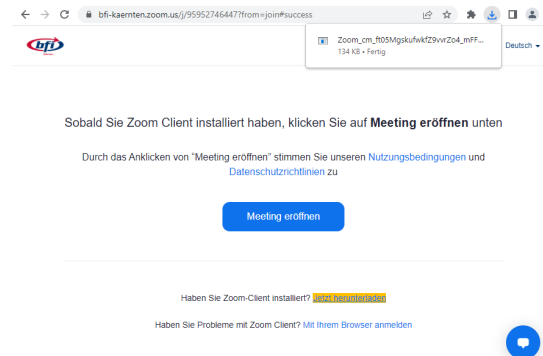 bfi-kaernten.zoom.us/j/95952746447?from=join#success
Zoom_cm_ft05MgskufwkfZ9vvrZo4_mFF...
134 KB • Fertig
bfi
Deutsch
Sobald Sie Zoom Client installiert haben, klicken Sie auf Meeting eröffnen unten
Durch das Anklicken von "Meeting eröffnen" stimmen Sie unseren Nutzungsbedingungen und
Datenschutzrichtlinien zu
Meeting eröffnen
Haben Sie Zoom-Client installiert? Jetzt herunterladen
Haben Sie Probleme mit Zoom Client? Mit Ihrem Browser anmelden